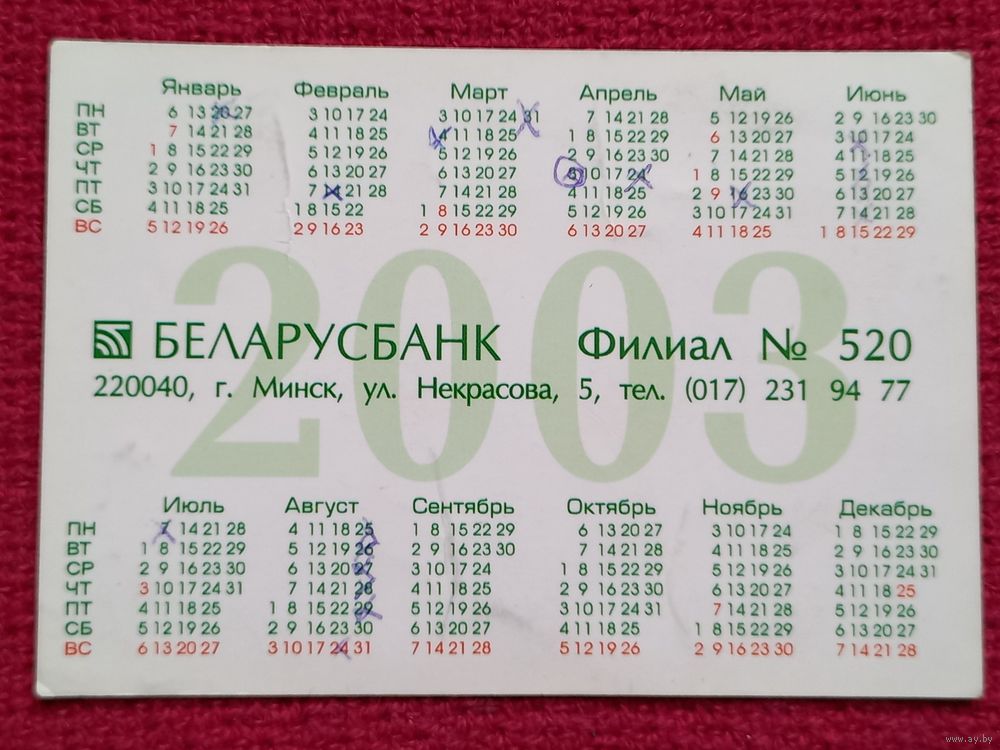 Январь Февраль Март Апрель Май Июнь
ПН 6 13 20 27 3 10 17 24 3 10 17 24 31 7 14 21 28 5 12 19 26 2 9 16 23 30
ВТ 7 14 21 28 4 11 18 25 4 11 18 25 1 8 15 22 29 6 13 20 27 3 10 17 24
СР 1 8 15 22 29 5 12 19 26 5 12 19 26 2 9 16 23 30 7 14 21 28 4 11 18 25
ЧТ 2 9 16 23 30 6 13 20 27 6 13 20 27 3 10 17 24 1 8 15 22 29 5 12 19 26
ПТ 3 10 17 24 31 7 14 21 28 7 14 21 28 4 11 18 25 2 9 16 23 30 6 13 20 27
СБ 4 11 18 25 1 8 15 22 1 8 15 22 29 5 12 19 26 3 10 17 24 31 7 14 21 28
ВС 5 12 19 26 2 9 16 23 2 9 16 23 30 6 13 20 27 4 11 18 25 1 8 15 22 29
2003
БЕЛАРУСБАНК Филиал № 520
220040, г. Минск, ул. Некрасова, 5, тел. (017) 231 94 77
Июль Август Сентябрь Октябрь Ноябрь Декабрь
ПН 7 14 21 28 4 11 18 25 1 8 15 22 29 6 13 20 27 3 10 17 24 1 8 15 22 29
ВТ 1 8 15 22 29 5 12 19 26 2 9 16 23 30 7 14 21 28 4 11 18 25 2 9 16 23 30
СР 2 9 16 23 30 6 13 20 27 3 10 17 24 1 8 15 22 29 5 12 19 26 3 10 17 24 31
ЧТ 3 10 17 24 31 7 14 21 28 4 11 18 25 2 9 16 23 30 6 13 20 27 4 11 18 25
ПТ 4 11 18 25 1 8 15 22 29 5 12 19 26 3 10 17 24 31 7 14 21 28 5 12 19 26
СБ 5 12 19 26 2 9 16 23 30 6 13 20 27 4 11 18 25 1 8 15 22 29 6 13 20 27
ВС 6 13 20 27 3 10 17 24 31 7 14 21 28 5 12 19 26 2 9 16 23 30 7 14 21 28
www.ay.by